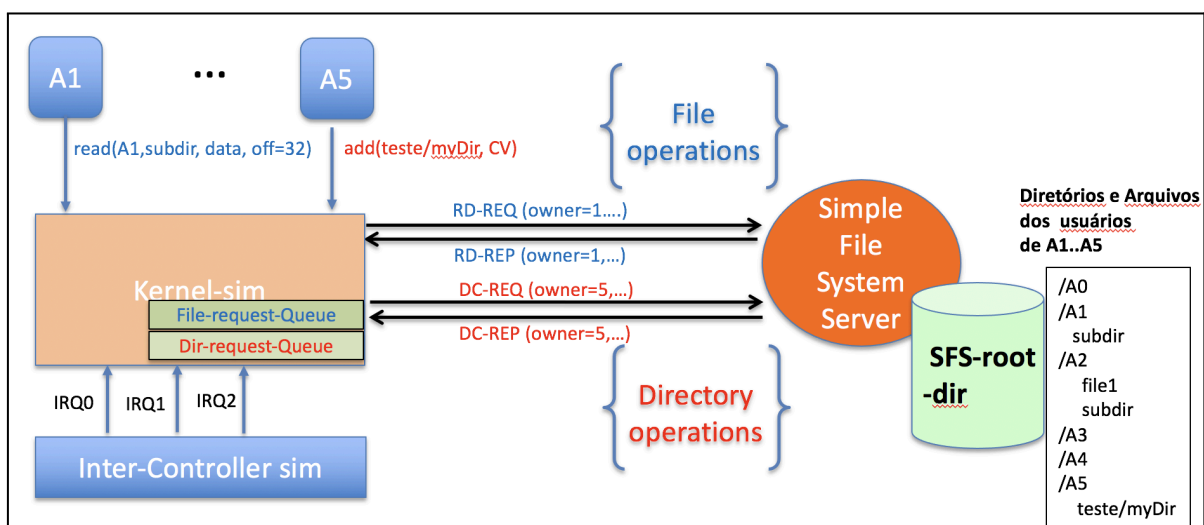 A1
...
A5
read(A1,subdir, data, off=32)
add(teste/myDir, CV)
File
operations
RD-REQ (owner=1....)
RD-REP (owner=1,...)
DC-REQ (owner=5,...)
DC-REP (owner=5,...)
Kernel-sim
File-request-Queue
Dir-request-Queue
IRQ0
IRQ1
IRQ2
Inter-Controller sim
Directory
operations
Simple
File
System
Server
SFS-root
-dir
Diretórios e Arquivos
dos usuários
de A1..A5
/A0
/A1
subdir
/A2
file1
subdir
/A3
/A4
/A5
teste/myDir